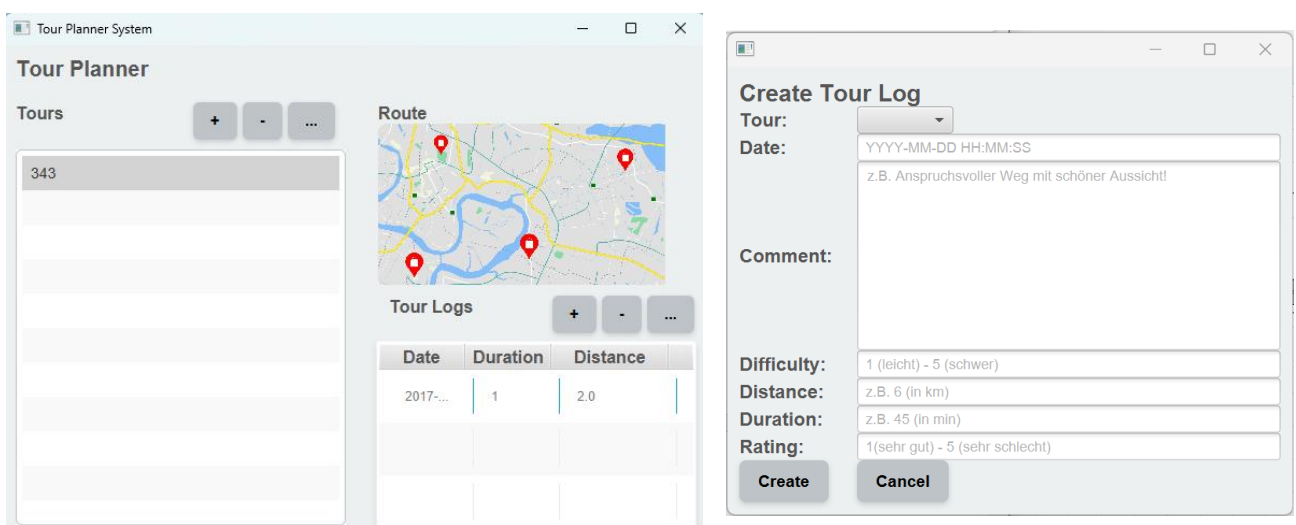 Tour Planner System
Tour Planner
Tours
+ - ...
343
Route
Tour Logs
+ - ...
Date Duration Distance
2017-... 1 2.0
Create Tour Log
Tour:
Date: YYYY-MM-DD HH:MM:SS
z.B. Anspruchsvoller Weg mit schöner Aussicht!
Comment:
Difficulty: 1 (leicht) - 5 (schwer)
Distance: z.B. 6 (in km)
Duration: z.B. 45 (in min)
Rating: 1(sehr gut) - 5 (sehr schlecht)
Create Cancel